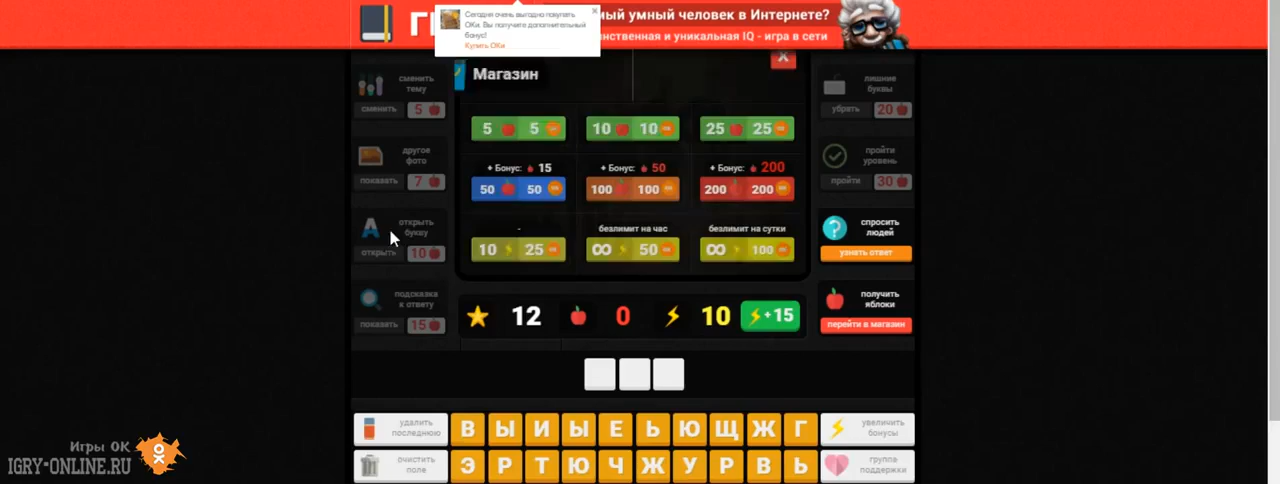 Сегодня очень выгодно покупать
ОКи. Вы получите дополнительный
бонус!
Купить ОКи
мый умный человек в Интернете?
инственная и уникальная IQ - игра в сети
Магазин
X
5 5
10 10
25 25
+ Бонус: 15
+ Бонус: 50
+ Бонус: 200
50 50
100 100
200 200
-
безлимит на час
безлимит на сутки
10 25
∞ 50
∞ 100
сменить
тему
сменить 5
другое
фото
показать 7
открыть
букву
открыть 10
подсказка
к ответу
показать 15
лишние
буквы
убрать 20
пройти
уровень
пройти 30
спросить
людей
узнать ответ
получить
яблоки
перейти в магазин
12 0 10 +15
удалить
последнюю
В Ы И Ы Е Ь Ю Щ Ж Г
увеличить
бонусы
очистить
поле
Э Р Т Ю Ч Ж У Р В Ь
группа
поддержки
Игры ОК
IGRY-ONLINE.RU